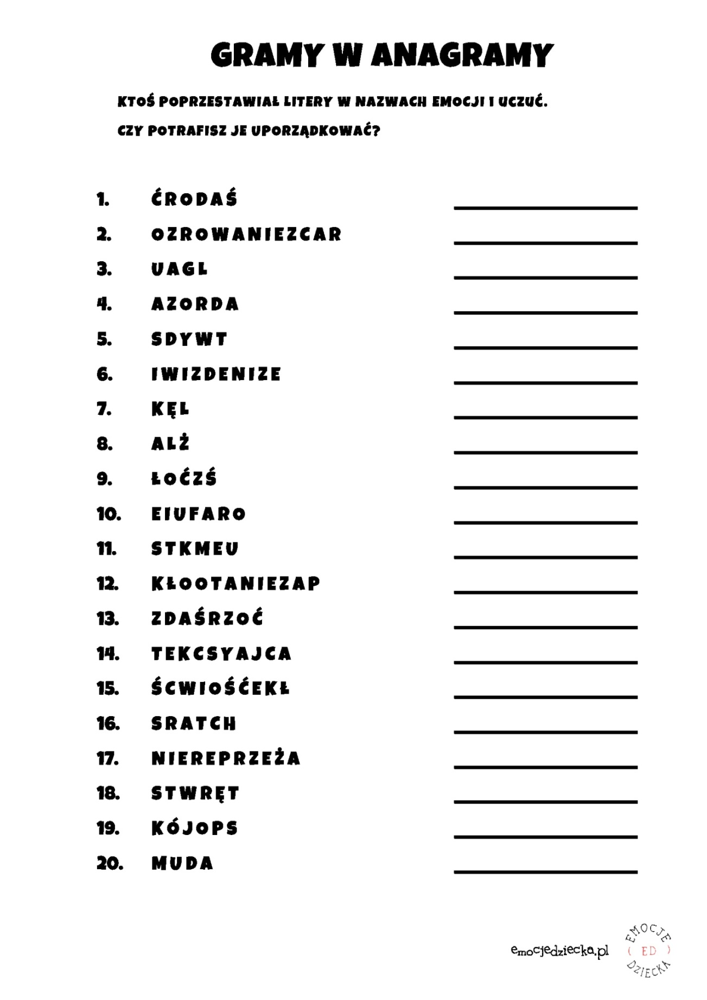 GRAMY W ANAGRAMY
KTOŚ POPRZESTAWIAŁ LITERY W NAZWACH EMOCJI I UCZUĆ.
CZY POTRAFISZ JE UPORZĄDKOWAĆ?
1. ĆRODAŚ
2. OZROWANIEZCAR
3. UAGL
4. AZORDA
5. SDYWT
6. IWIZDENIZE
7. KĘL
8. ALŻ
9. ŁOĆZŚ
10. EIUFARO
11. STKMEU
12. KŁOOTANIEZAP
13. ZDAŚRZOĆ
14. TEKCSYAJCA
15. ŚCWIOŚĆEKŁ
16. SRATCH
17. NIEREPRZEŻA
18. STWRĘT
19. KÓJOPS
20. MUDA
emocjedziecka.pl
EMOCJE
( ED )
DZIECKA